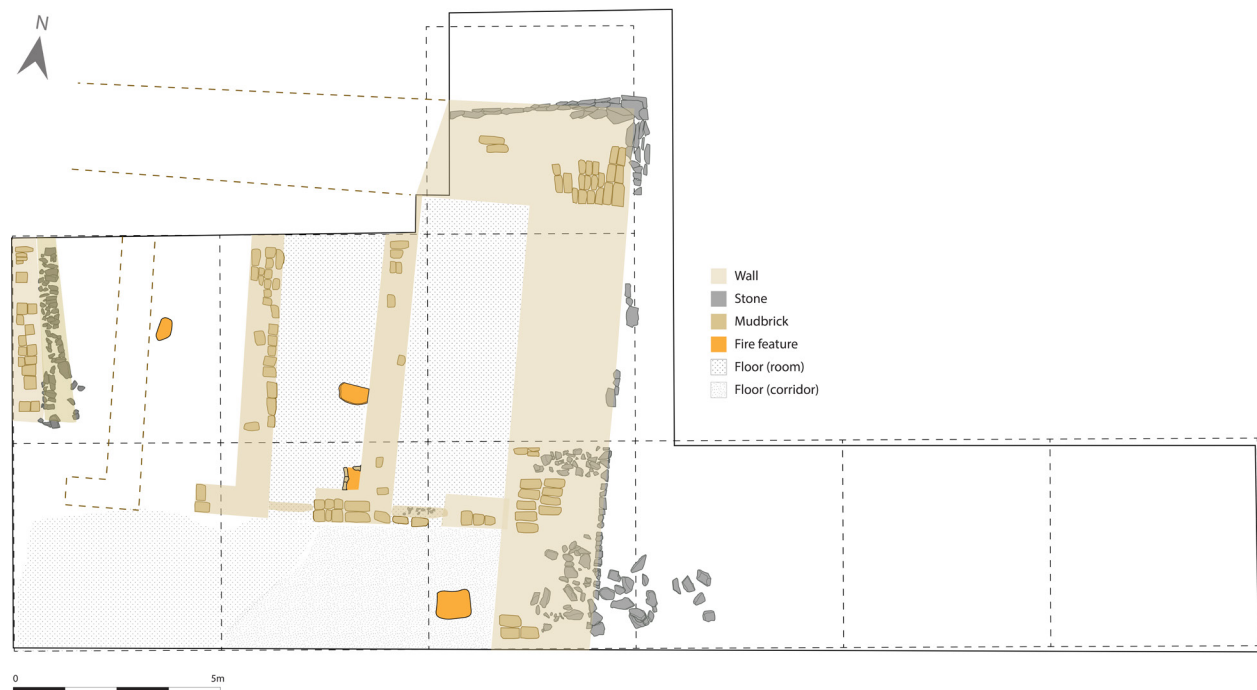 N
Wall
Stone
Mudbrick
Fire feature
Floor (room)
Floor (corridor)
0 5m